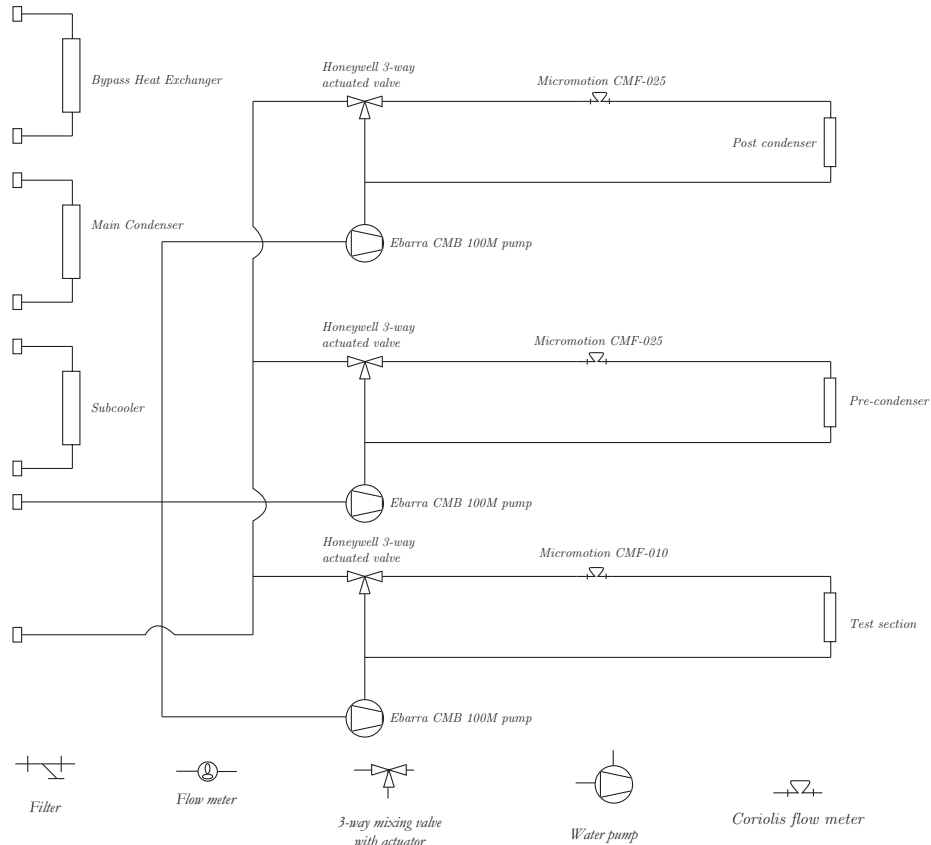 Honeywell 3-way
actuated valve
Micromotion CMF-025
Bypass Heat Exchanger
Post condenser
Main Condenser
Ebarra CMB 100M pump
Honeywell 3-way
actuated valve
Micromotion CMF-025
Subcooler
Pre-condenser
Ebarra CMB 100M pump
Honeywell 3-way
actuated valve
Micromotion CMF-010
Test section
Ebarra CMB 100M pump
Filter
Flow meter
3-way mixing valve
with actuator
Water pump
Coriolis flow meter